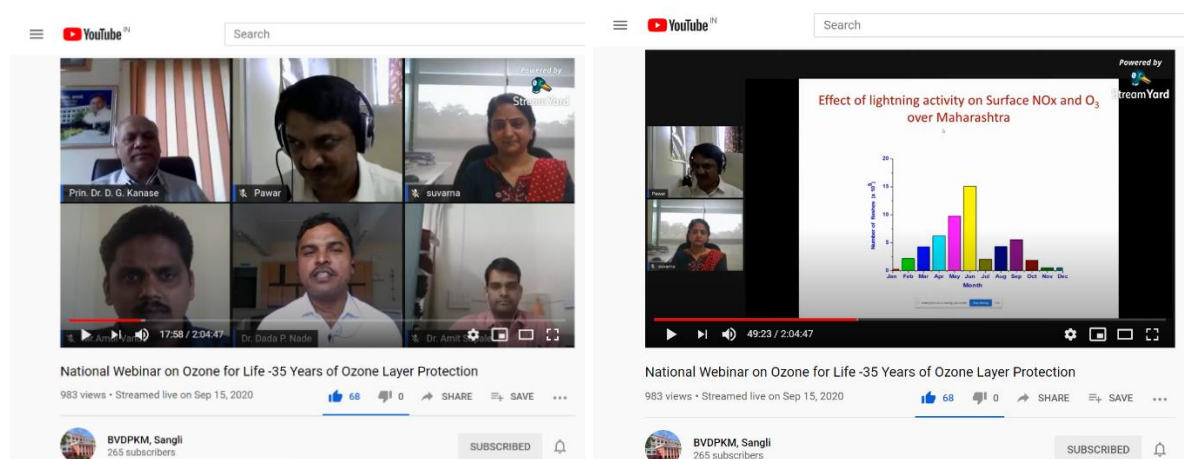 YouTube IN
Search
Powered by
StreamYard
Prin. Dr. D. G. Kanase
Pawar
suvarna
Dr. Dada P. Nade
Dr. Amit
17:58 / 2:04:47
National Webinar on Ozone for Life -35 Years of Ozone Layer Protection
983 views • Streamed live on Sep 15, 2020
68
0
SHARE
SAVE
BVDPKM, Sangli
265 subscribers
SUBSCRIBED
YouTube IN
Search
Powered by
StreamYard
Effect of lightning activity on Surface NOx and O3
over Maharashtra
Pawar
suvarna
Number of flashes
20
15
10
5
0
Jan Feb Mar Apr May Jun Jul Aug Sep Oct Nov Dec
Month
49:23 / 2:04:47
National Webinar on Ozone for Life -35 Years of Ozone Layer Protection
983 views • Streamed live on Sep 15, 2020
68
0
SHARE
SAVE
BVDPKM, Sangli
265 subscribers
SUBSCRIBED